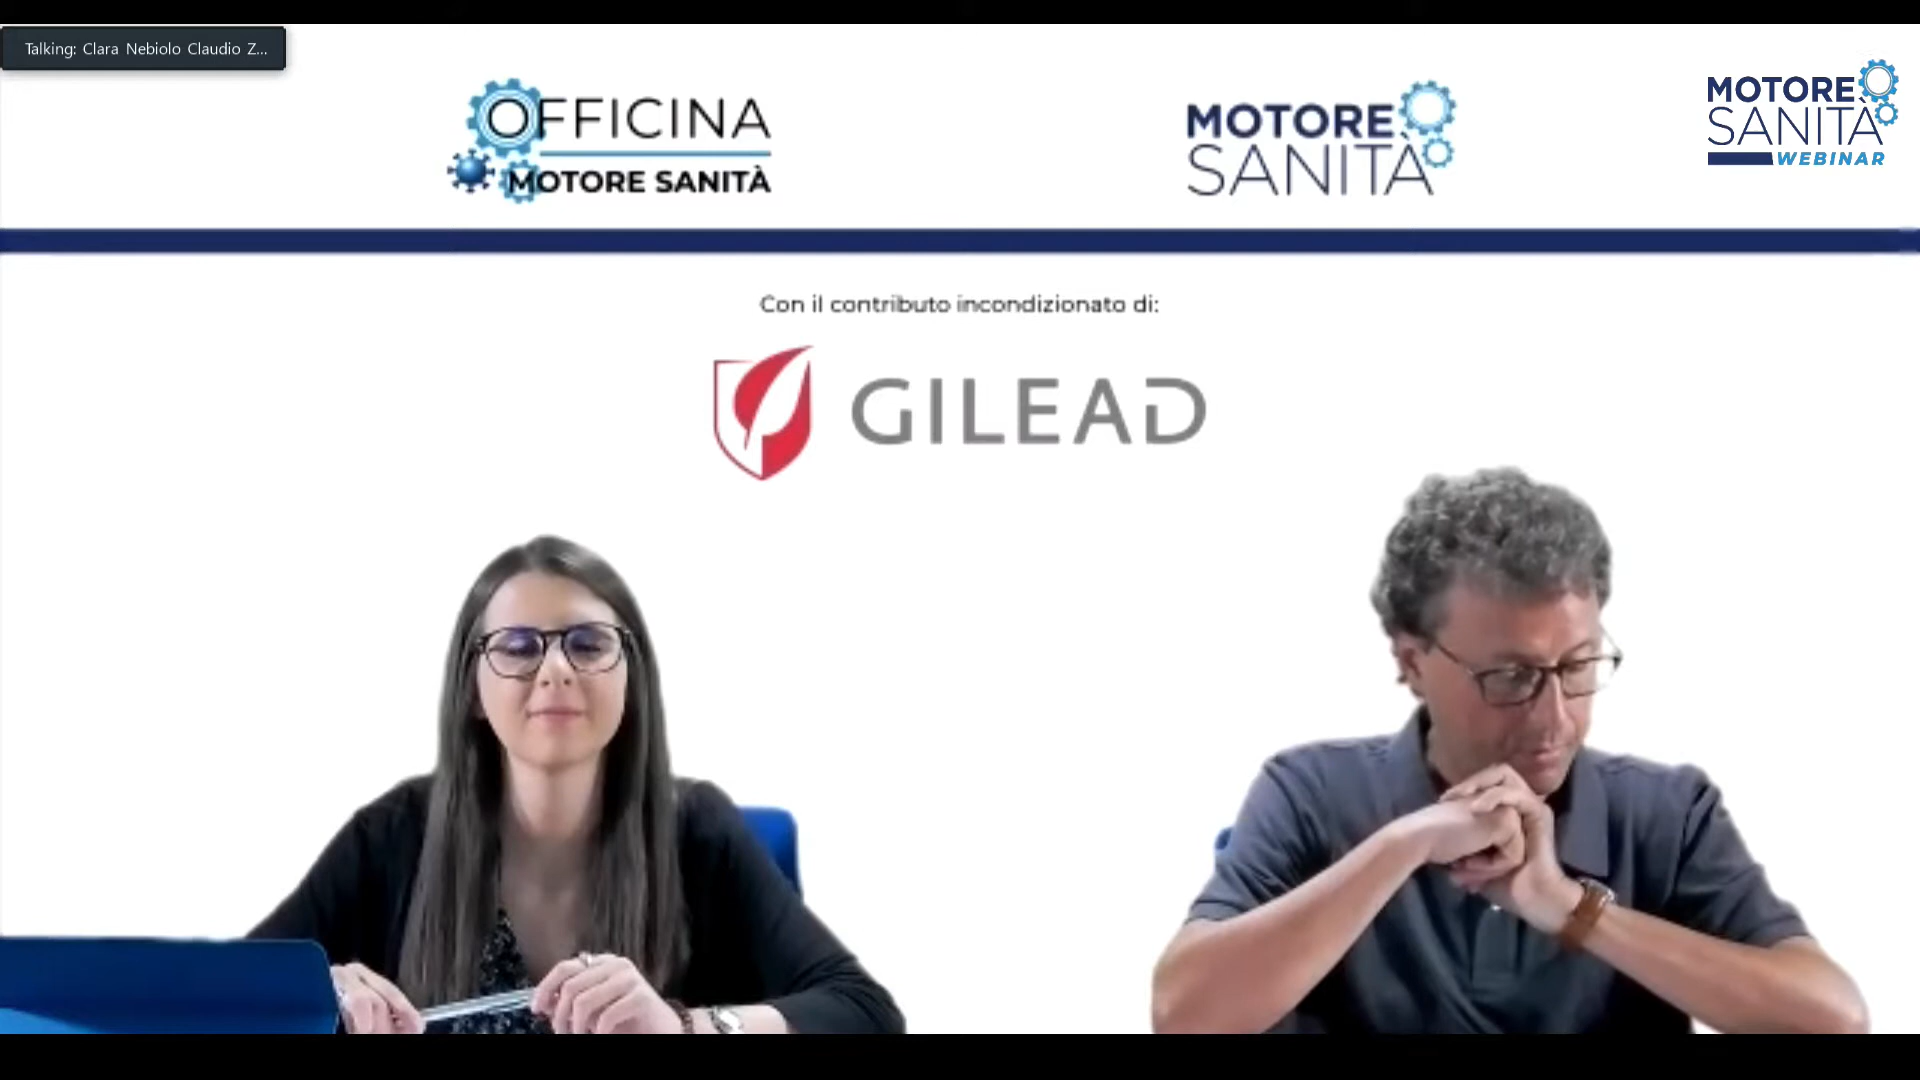 Talking: Clara Nebiolo Claudio Z...
OFFICINA
MOTORE SANITÀ
MOTORE
SANITÀ
MOTORE
SANITÀ
WEBINAR
Con il contributo incondizionato di:
GILEAD